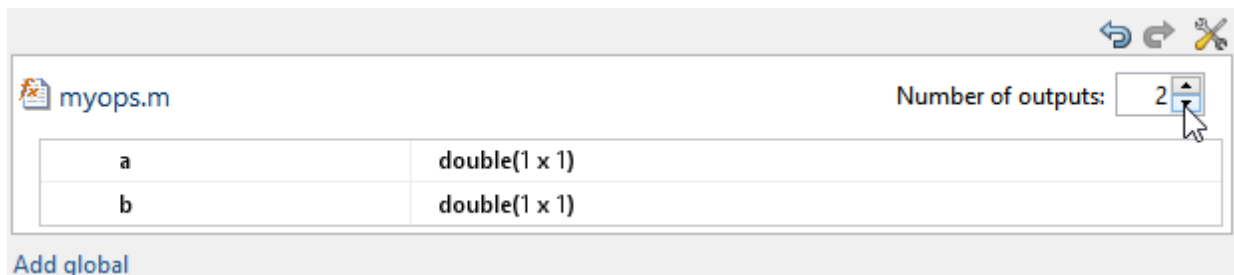 myops.m Number of outputs: 2
a double(1 x 1)
b double(1 x 1)
Add global